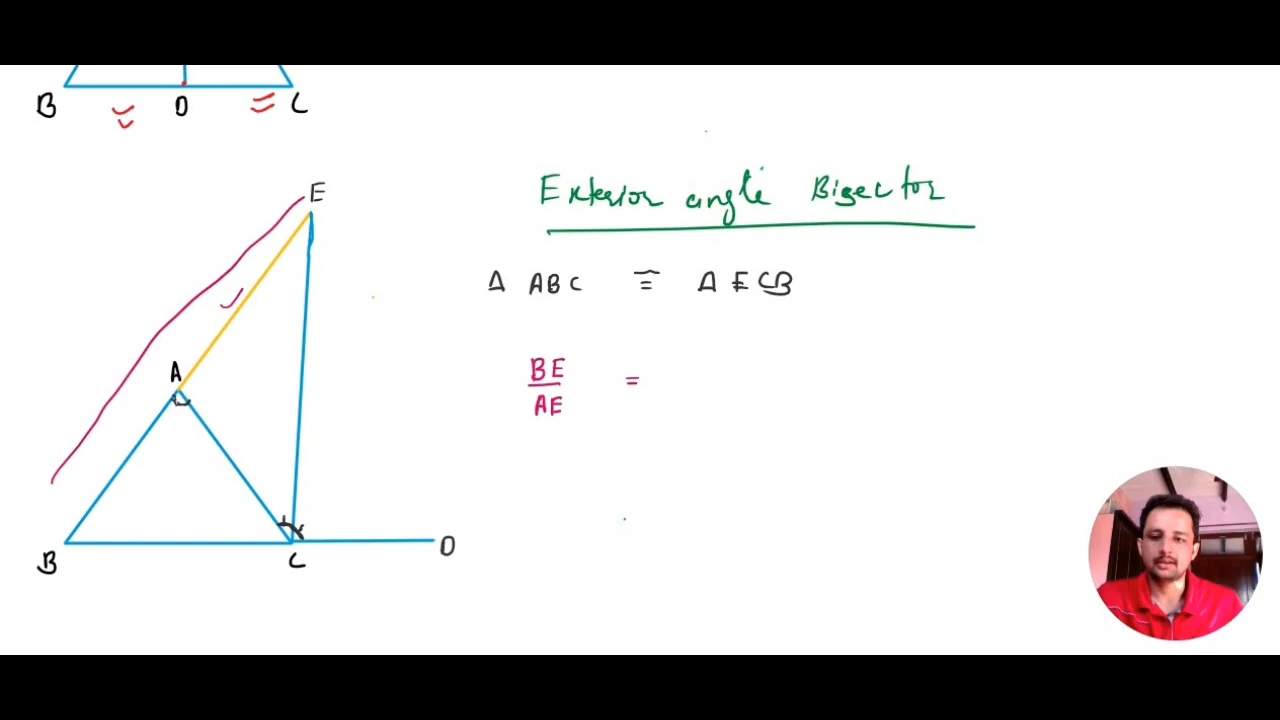 B D C
E
Exterior angle Bisector
Δ ABC ≅ Δ ECB
BE
=
AE
A
B C D